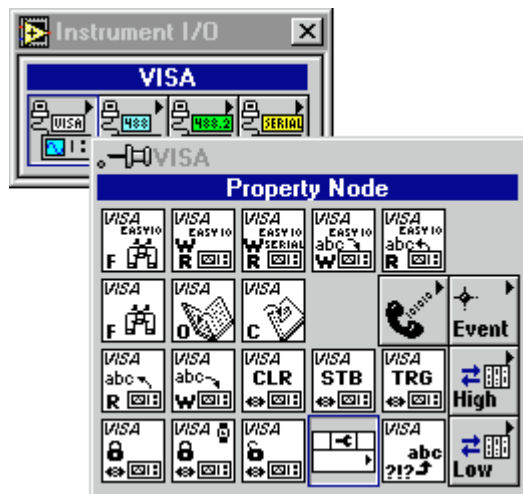 Instrument I/O
VISA
VISA 488 488.2 SERIAL
VISA
Property Node
VISA VISA VISA VISA VISA
EASY IO EASY IO EASY IO EASY IO EASY IO
F W R W SERIAL R abc W abc R
VISA VISA VISA
F O C Event
VISA VISA VISA VISA VISA
abc abc CLR STB TRG
R W High
VISA VISA VISA VISA
abc
?!? Low